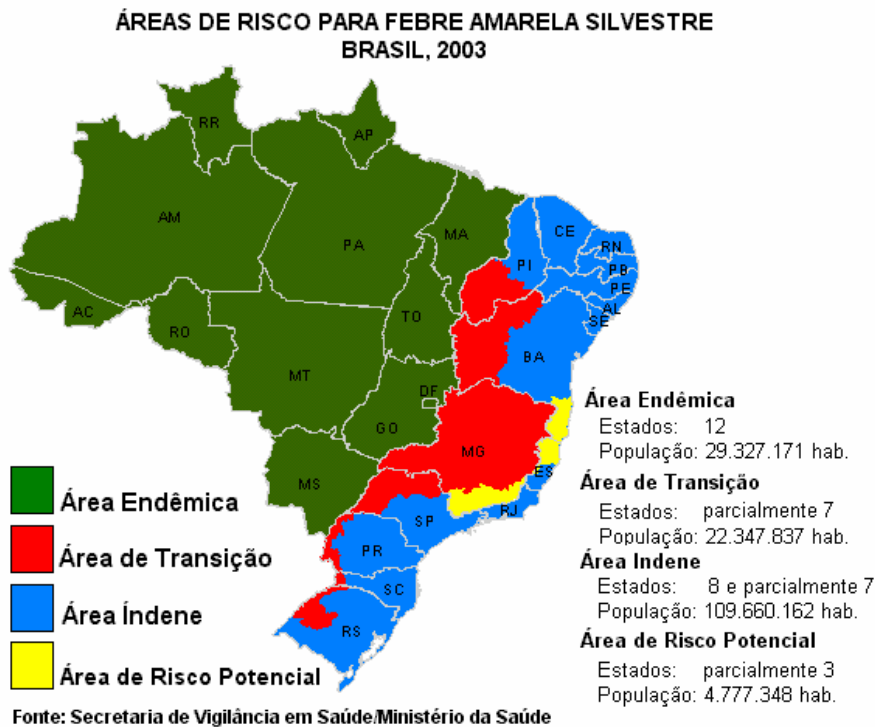 ÁREAS DE RISCO PARA FEBRE AMARELA SILVESTRE
BRASIL, 2003
RR
AP
AM
PA
MA
CE
RN
PI
PB
PE
AC
TO
AL
SE
RO
BA
MT
DF
GO
MG
ES
MS
SP
RJ
PR
SC
RS
Área Endêmica
Área de Transição
Área Índene
Área de Risco Potencial
Área Endêmica
Estados: 12
População: 29.327.171 hab.
Área de Transição
Estados: parcialmente 7
População: 22.347.837 hab.
Área Indene
Estados: 8 e parcialmente 7
População: 109.660.162 hab.
Área de Risco Potencial
Estados: parcialmente 3
População: 4.777.348 hab.
Fonte: Secretaria de Vigilância em Saúde/Ministério da Saúde